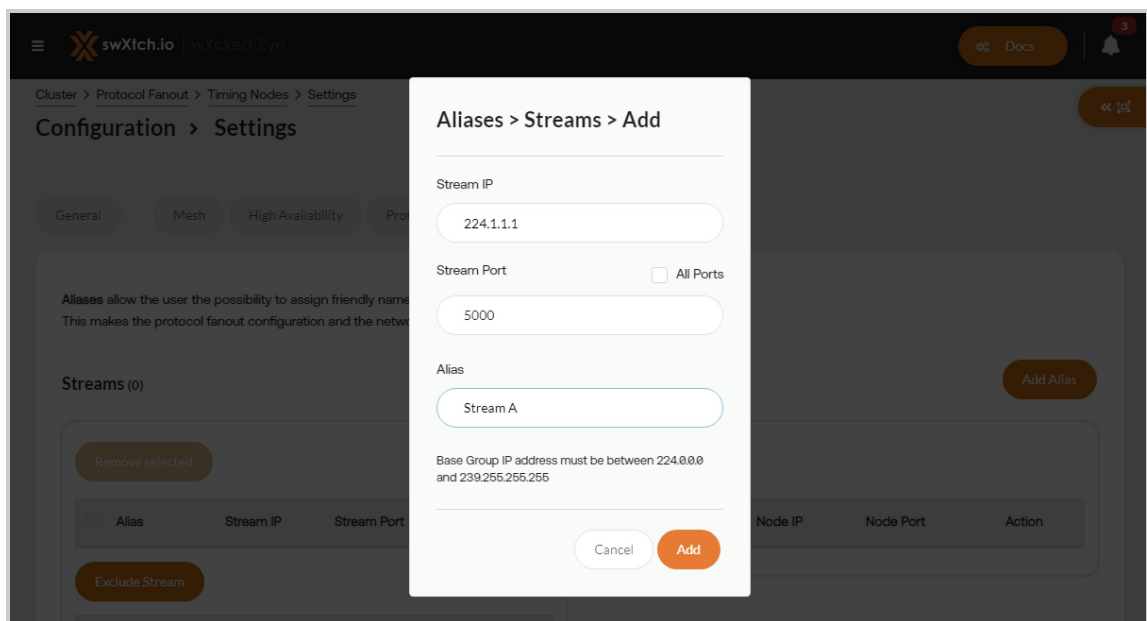 swXtch.io | wXcked Eye
Docs
3
Cluster > Protocol Fanout > Timing Nodes > Settings
Configuration > Settings
General
Mesh
High Availability
Aliases allow the user the possibility to assign friendly name
This makes the protocol fanout configuration and the
Streams (0)
Add Alias
Remove selected
Alias
Stream IP
Stream Port
Node IP
Node Port
Action
Exclude Stream
Aliases > Streams > Add
Stream IP
224.1.1.1
Stream Port
All Ports
5000
Alias
Stream A
Base Group IP address must be between 224.0.0.0
and 239.255.255.255
Cancel
Add